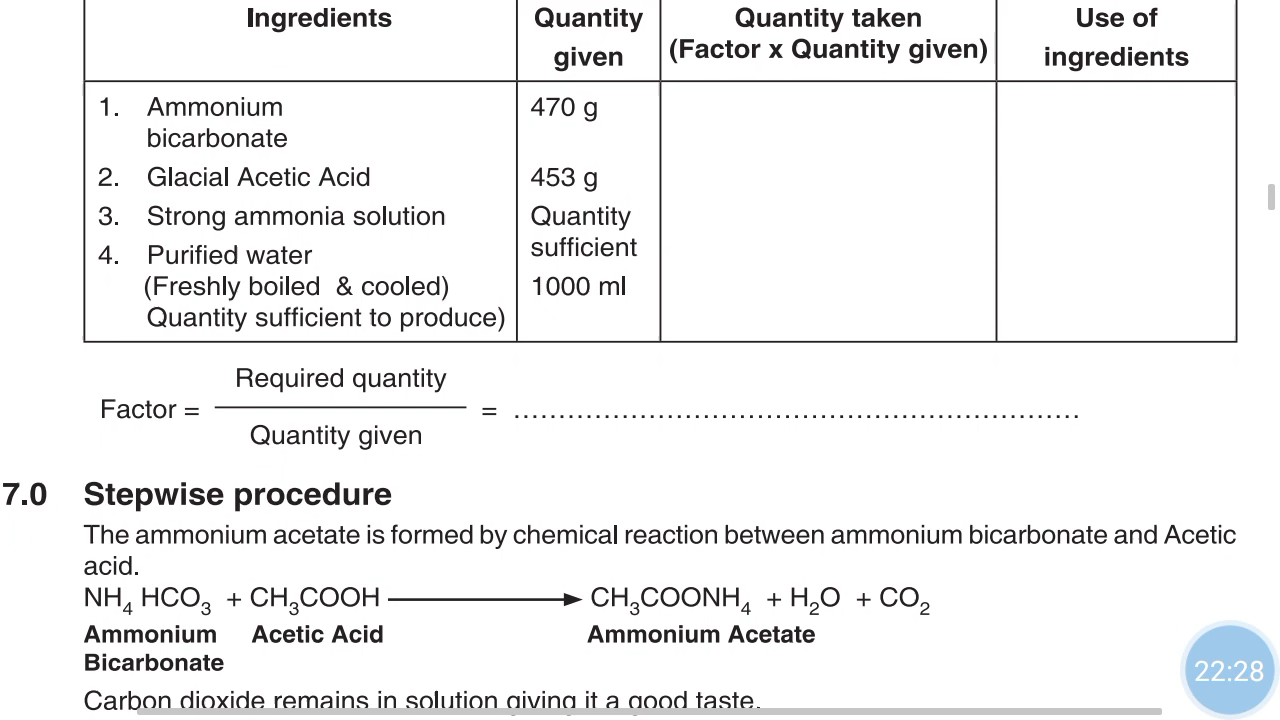 Ingredients Quantity given Quantity taken (Factor x Quantity given) Use of ingredients
1. Ammonium bicarbonate 470 g
2. Glacial Acetic Acid 453 g
3. Strong ammonia solution Quantity sufficient
4. Purified water
(Freshly boiled & cooled) 1000 ml
Quantity sufficient to produce)
Required quantity
Factor = = ...............................................................
Quantity given
7.0 Stepwise procedure
The ammonium acetate is formed by chemical reaction between ammonium bicarbonate and Acetic
acid.
NH4 HCO3 + CH3COOH ⟶ CH3COONH4 + H2O + CO2
Ammonium Acetic Acid Ammonium Acetate
Bicarbonate
Carbon dioxide remains in solution giving it a good taste.
22:28